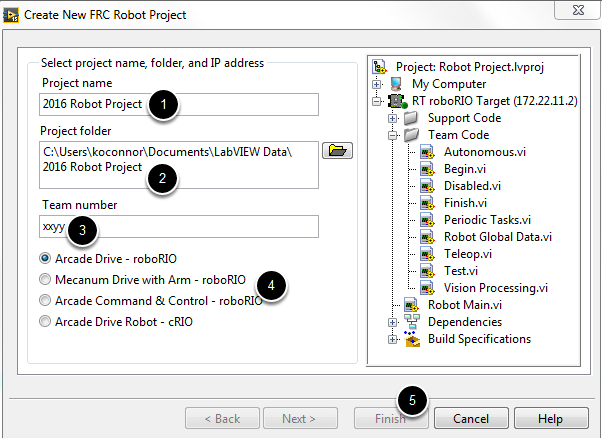 Create New FRC Robot Project
Select project name, folder, and IP address
Project name
2016 Robot Project
1
Project folder
C:\Users\koconnor\Documents\LabVIEW Data\
2016 Robot Project
2
Team number
xxyy
3
Arcade Drive - roboRIO
Mecanum Drive with Arm - roboRIO
4
Arcade Command & Control - roboRIO
Arcade Drive Robot - cRIO
Project: Robot Project.lvproj
My Computer
RT roboRIO Target (172.22.11.2)
Support Code
Team Code
Autonomous.vi
Begin.vi
Disabled.vi
Finish.vi
Periodic Tasks.vi
Robot Global Data.vi
Teleop.vi
Test.vi
Vision Processing.vi
Robot Main.vi
Dependencies
Build Specifications
5
< Back
Next >
Finish
Cancel
Help